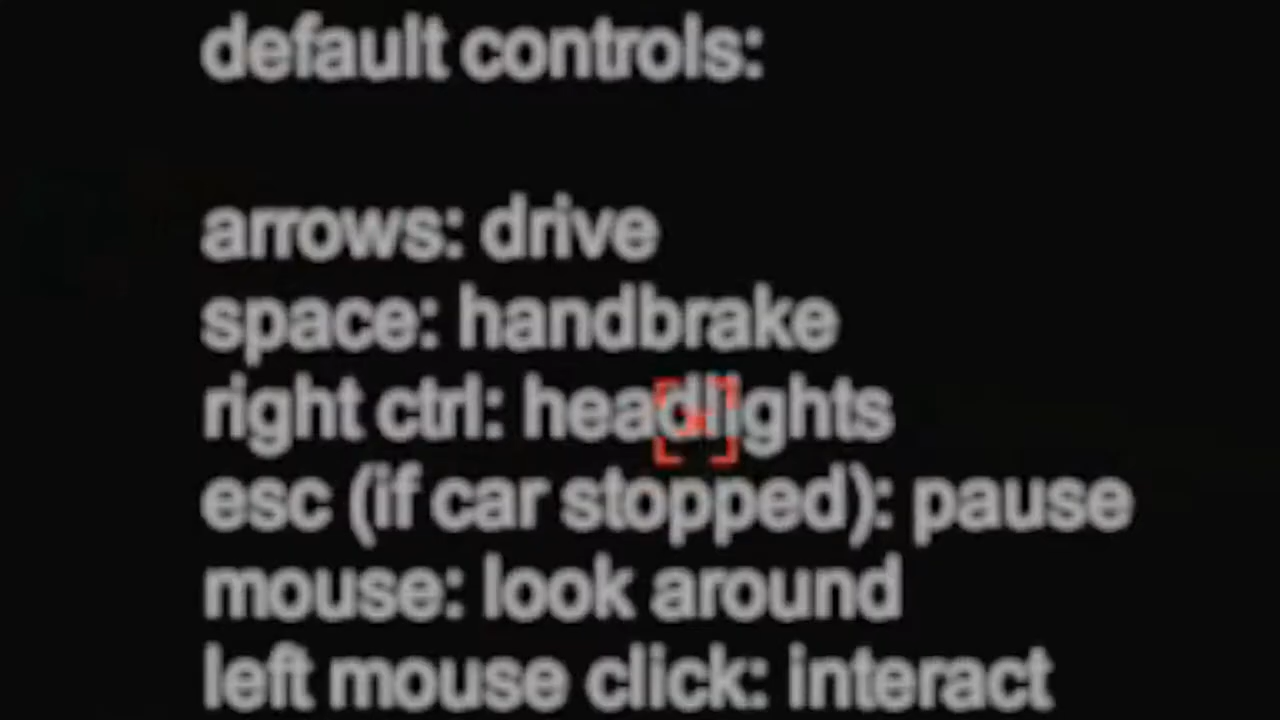 default controls:
arrows: drive
space: handbrake
right ctrl: headlights
esc (if car stopped): pause
mouse: look around
left mouse click: interact